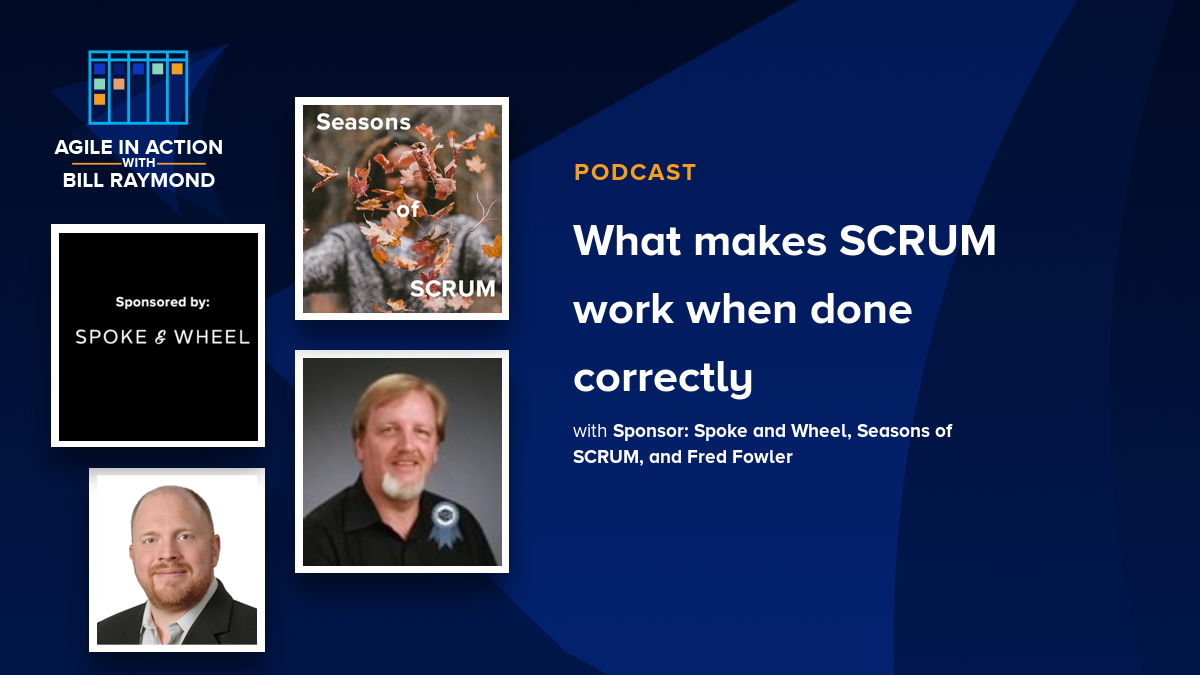 AGILE IN ACTION
WITH
BILL RAYMOND
Sponsored by:
SPOKE & WHEEL
Seasons
of
SCRUM
PODCAST
What makes SCRUM
work when done
correctly
with Sponsor: Spoke and Wheel, Seasons of
SCRUM, and Fred Fowler